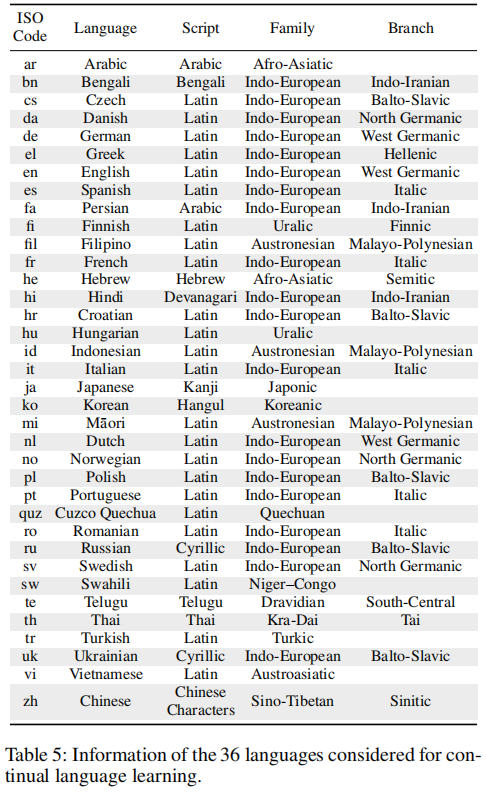 ISO Code Language Script Family Branch
ar Arabic Arabic Afro-Asiatic
bn Bengali Bengali Indo-European Indo-Iranian
cs Czech Latin Indo-European Balto-Slavic
da Danish Latin Indo-European North Germanic
de German Latin Indo-European West Germanic
el Greek Latin Indo-European Hellenic
en English Latin Indo-European West Germanic
es Spanish Latin Indo-European Italic
fa Persian Arabic Indo-European Indo-Iranian
fi Finnish Latin Uralic Finnic
fil Filipino Latin Austronesian Malayo-Polynesian
fr French Latin Indo-European Italic
he Hebrew Hebrew Afro-Asiatic Semitic
hi Hindi Devanagari Indo-European Indo-Iranian
hr Croatian Latin Indo-European Balto-Slavic
hu Hungarian Latin Uralic
id Indonesian Latin Austronesian Malayo-Polynesian
it Italian Latin Indo-European Italic
ja Japanese Kanji Japonic
ko Korean Hangul Koreanic
mi Māori Latin Austronesian Malayo-Polynesian
nl Dutch Latin Indo-European West Germanic
no Norwegian Latin Indo-European North Germanic
pl Polish Latin Indo-European Balto-Slavic
pt Portuguese Latin Indo-European Italic
quz Cuzco Quechua Latin Quechuan
ro Romanian Latin Indo-European Italic
ru Russian Cyrillic Indo-European Balto-Slavic
sv Swedish Latin Indo-European North Germanic
sw Swahili Latin Niger–Congo
te Telugu Telugu Dravidian South-Central
th Thai Thai Kra-Dai Tai
tr Turkish Latin Turkic
uk Ukrainian Cyrillic Indo-European Balto-Slavic
vi Vietnamese Latin Austroasiatic
zh Chinese Chinese Characters Sino-Tibetan Sinitic
Table 5: Information of the 36 languages considered for con-
tinual language learning.